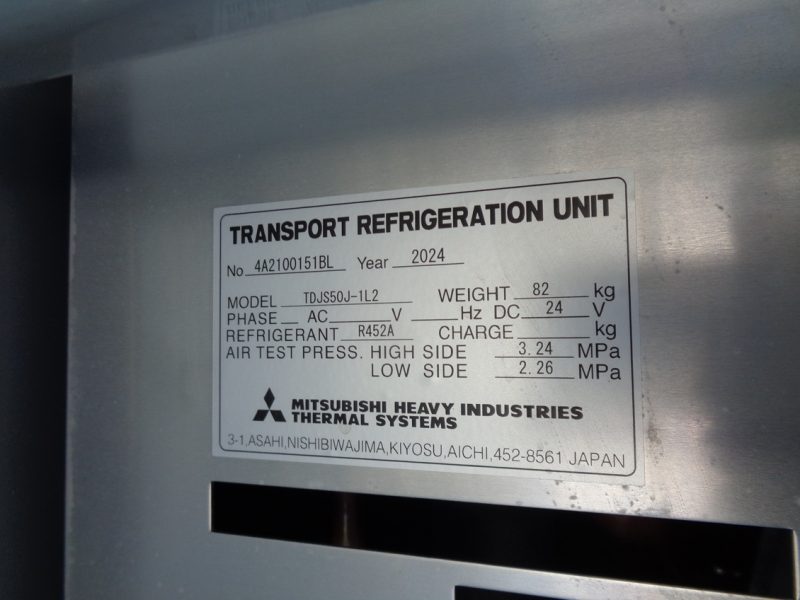 TRANSPORT REFRIGERATION UNIT
No 4A2100151BL Year 2024
MODEL TDJS50J-1L2 WEIGHT 82 kg
PHASE AC V Hz DC 24 V
REFRIGERANT R452A CHARGE kg
AIR TEST PRESS. HIGH SIDE 3.24 MPa
LOW SIDE 2.26 MPa
MITSUBISHI HEAVY INDUSTRIES
THERMAL SYSTEMS
3-1,ASAHI,NISHIBIWAJIMA,KIYOSU,AICHI,452-8561 JAPAN